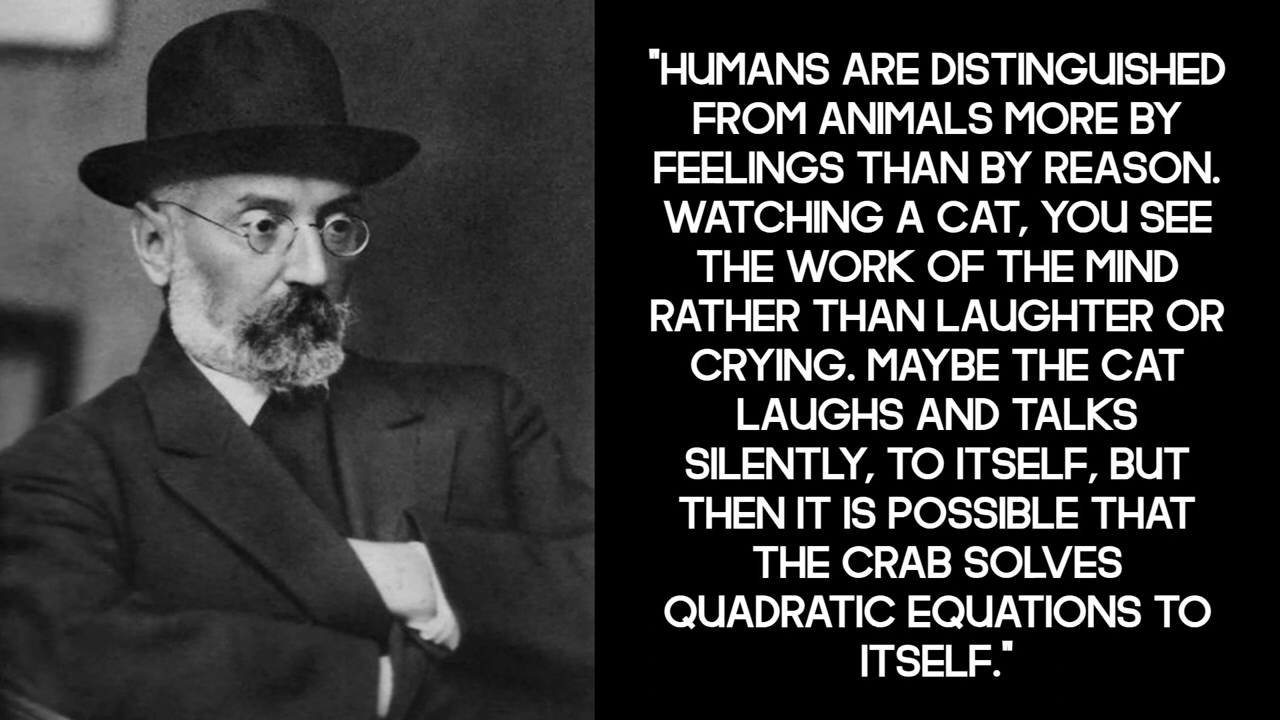 "HUMANS ARE DISTINGUISHED
FROM ANIMALS MORE BY
FEELINGS THAN BY REASON.
WATCHING A CAT, YOU SEE
THE WORK OF THE MIND
RATHER THAN LAUGHTER OR
CRYING. MAYBE THE CAT
LAUGHS AND TALKS
SILENTLY, TO ITSELF, BUT
THEN IT IS POSSIBLE THAT
THE CRAB SOLVES
QUADRATIC EQUATIONS TO
ITSELF."